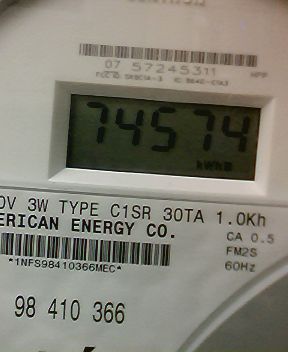 07 57245311
74574
kWh
0V 3W TYPE C1SR 30TA 1.0Kh
ERICAN ENERGY CO.
CA 0.5
FM2S
*1NFS98410366MEC*
60Hz
98 410 366